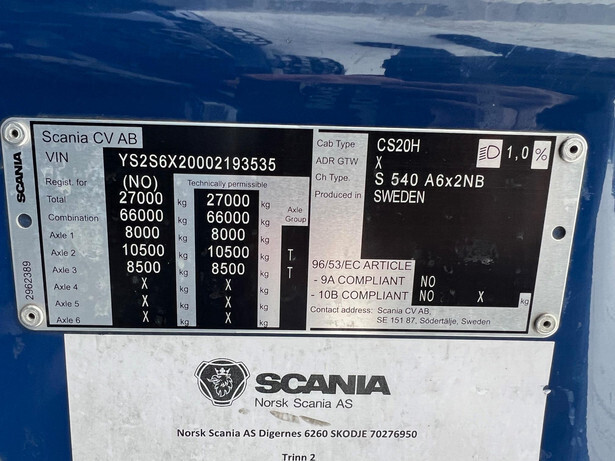 Scania CV AB
VIN YS2S6X20002193535
Regist. for (NO) Technically permissible
Total 27000 kg 27000 kg
Combination 66000 kg 66000 kg Axle Group
Axle 1 8000 kg 8000 kg
Axle 2 10500 kg 10500 kg T
Axle 3 8500 kg 8500 kg T
Axle 4 X kg X kg
Axle 5 X kg X kg
Axle 6 X kg X kg
SCANIA
2962389
Cab Type CS20H 1,0 %
ADR GTW X
Ch Type. S 540 A6x2NB
Produced in SWEDEN
96/53/EC ARTICLE
- 9A COMPLIANT NO
- 10B COMPLIANT NO X kg
Contact address: Scania CV AB,
SE 151 87, Södertälje, Sweden
SCANIA
Norsk Scania AS
Norsk Scania AS Digernes 6260 SKODJE 70276950
Trinn 2